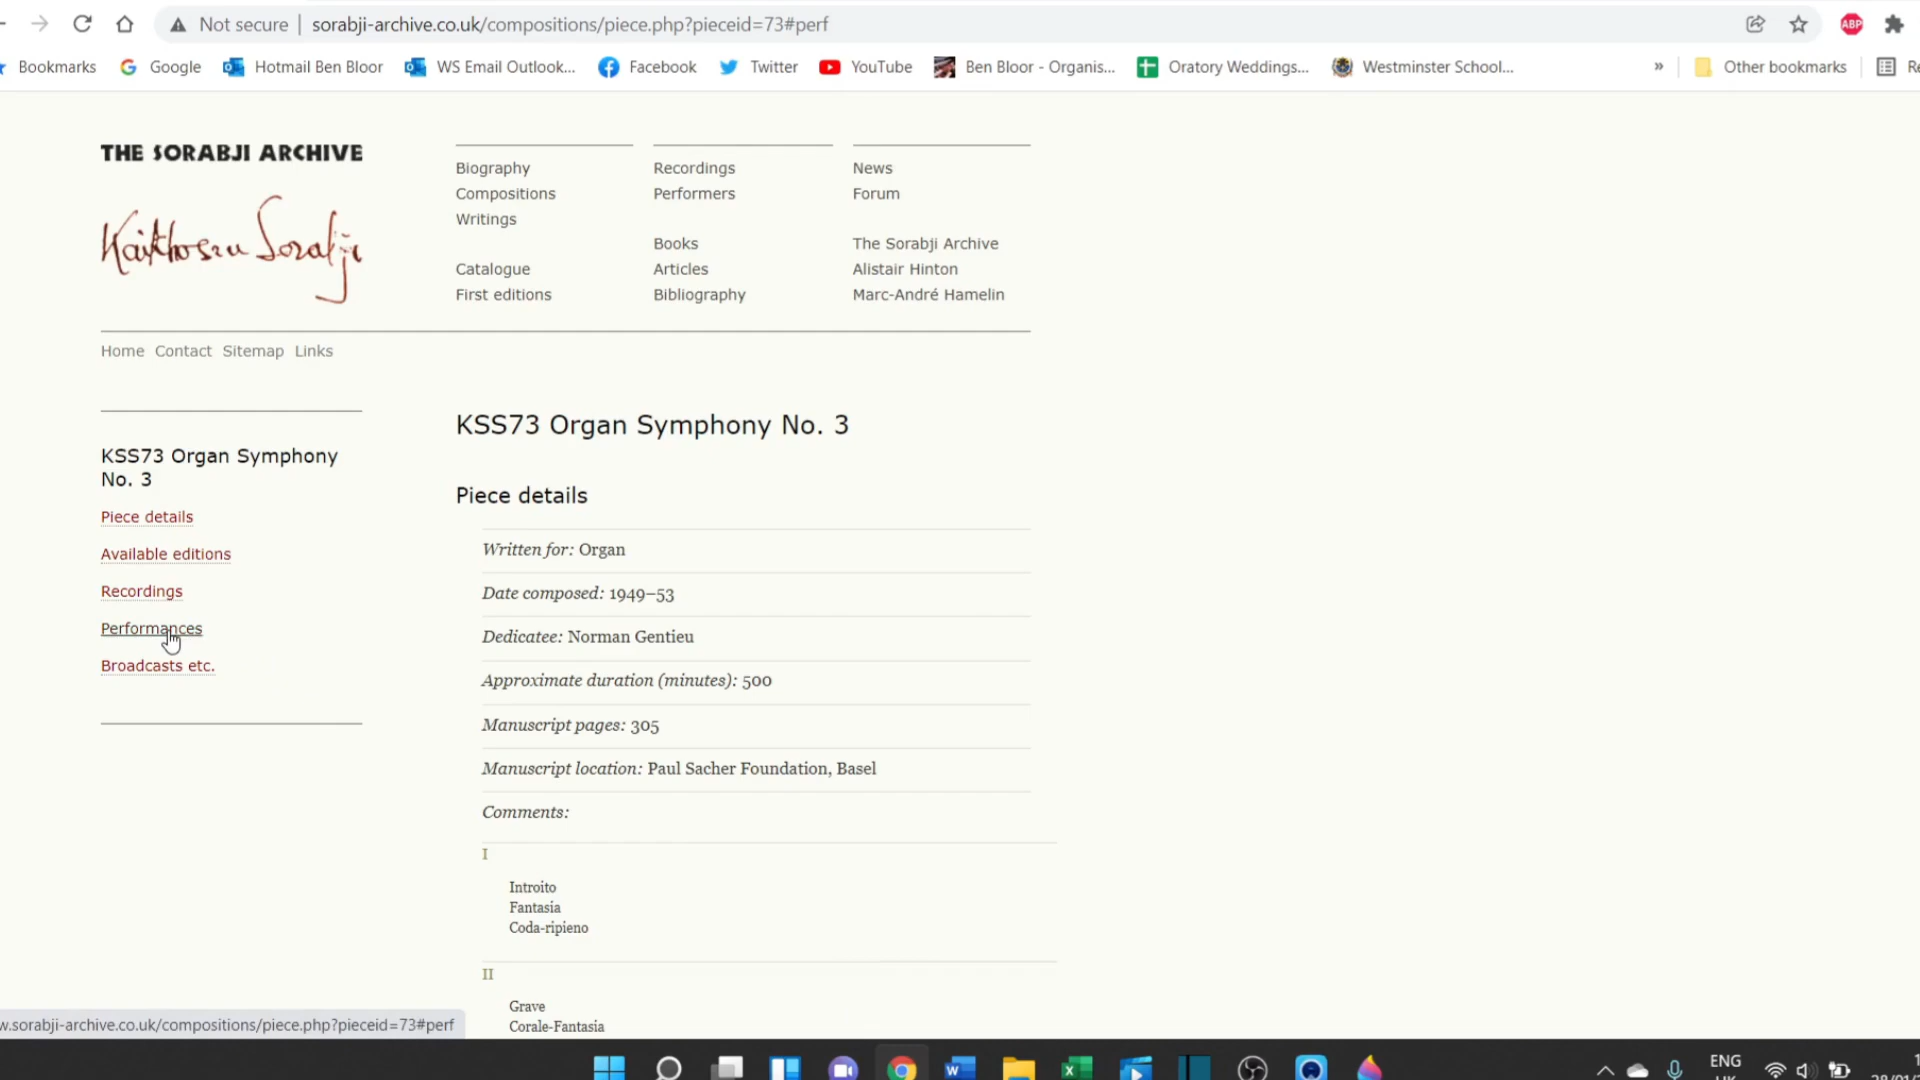 Not secure | sorabji-archive.co.uk/compositions/piece.php?pieceid=73#perf
ABP
Bookmarks Google Hotmail Ben Bloor WS Email Outlook... Facebook Twitter YouTube Ben Bloor - Organis... Oratory Weddings... Westminster School... » Other bookmarks
THE SORABJI ARCHIVE
Kaikhosru Sorabji
Biography
Compositions
Writings
Catalogue
First editions
Recordings
Performers
Books
Articles
Bibliography
News
Forum
The Sorabji Archive
Alistair Hinton
Marc-André Hamelin
Home Contact Sitemap Links
KSS73 Organ Symphony
No. 3
Piece details
Available editions
Recordings
Performances
Broadcasts etc.
KSS73 Organ Symphony No. 3
Piece details
Written for: Organ
Date composed: 1949–53
Dedicatee: Norman Gentieu
Approximate duration (minutes): 500
Manuscript pages: 305
Manuscript location: Paul Sacher Foundation, Basel
Comments:
I
Introito
Fantasia
Coda-ripieno
II
Grave
Corale-Fantasia
w.sorabji-archive.co.uk/compositions/piece.php?pieceid=73#perf
ENG